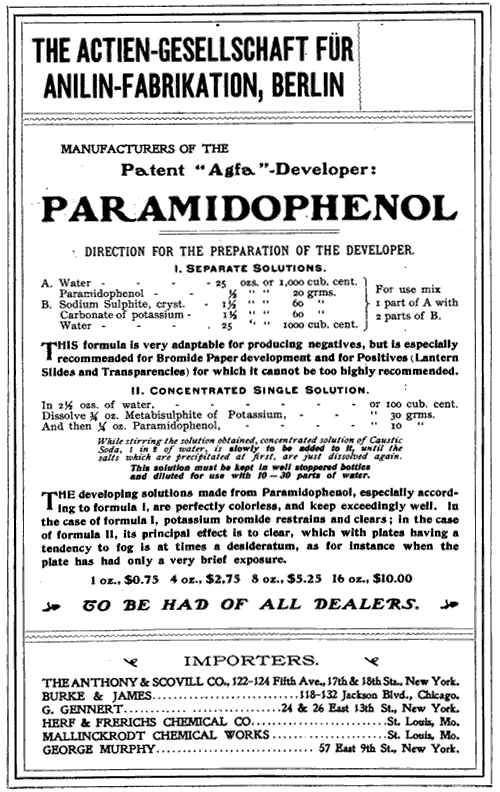 THE ACTIEN-GESELLSCHAFT FÜR
ANILIN-FABRIKATION, BERLIN
MANUFACTURERS OF THE
Patent "Agfa"-Developer:
PARAMIDOPHENOL
DIRECTION FOR THE PREPARATION OF THE DEVELOPER.
I. SEPARATE SOLUTIONS.
A. Water - - - - 25 ozs. or 1,000 cub. cent.
Paramidophenol - - ⅔ " " 20 grms.
B. Sodium Sulphite, cryst. - 1½ " " 60 "
Carbonate of potassium - 1½ " " 60 "
Water - - - - 25 " " 1000 cub. cent.
For use mix
1 part of A with
2 parts of B.
THIS formula is very adaptable for producing negatives, but is especially
recommended for Bromide Paper development and for Positives (Lantern
Slides and Transparencies) for which it cannot be too highly recommended.
II. CONCENTRATED SINGLE SOLUTION.
In 2½ ozs. of water, - - - - - - - or 100 cub. cent.
Dissolve ¾ oz. Metabisulphite of Potassium, - - " 30 grms.
And then ¼ oz. Paramidophenol, - - - - " 10 "
While stirring the solution obtained, concentrated solution of Caustic
Soda, 1 in 2 of water, is slowly to be added to it, until the
salts which are precipitated at first, are just dissolved again.
This solution must be kept in well stoppered bottles
and diluted for use with 10—30 parts of water.
THE developing solutions made from Paramidophenol, especially accord-
ing to formula I, are perfectly colorless, and keep exceedingly well. In
the case of formula I, potassium bromide restrains and clears; in the case
of formula II, its principal effect is to clear, which with plates having a
tendency to fog is at times a desideratum, as for instance when the
plate has had only a very brief exposure.
1 oz., $0.75 4 oz., $2.75 8 oz., $5.25 16 oz., $10.00
TO BE HAD OF ALL DEALERS.
IMPORTERS.
THE ANTHONY & SCOVILL CO., 122-124 Fifth Ave., 17th & 18th Sts., New York.
BURKE & JAMES....................118-132 Jackson Blvd., Chicago.
G. GENNERT....................24 & 26 East 13th St., New York.
HERF & FRERICHS CHEMICAL CO....................St. Louis, Mo.
MALLINCKRODT CHEMICAL WORKS....................St. Louis, Mo.
GEORGE MURPHY....................57 East 9th St., New York.